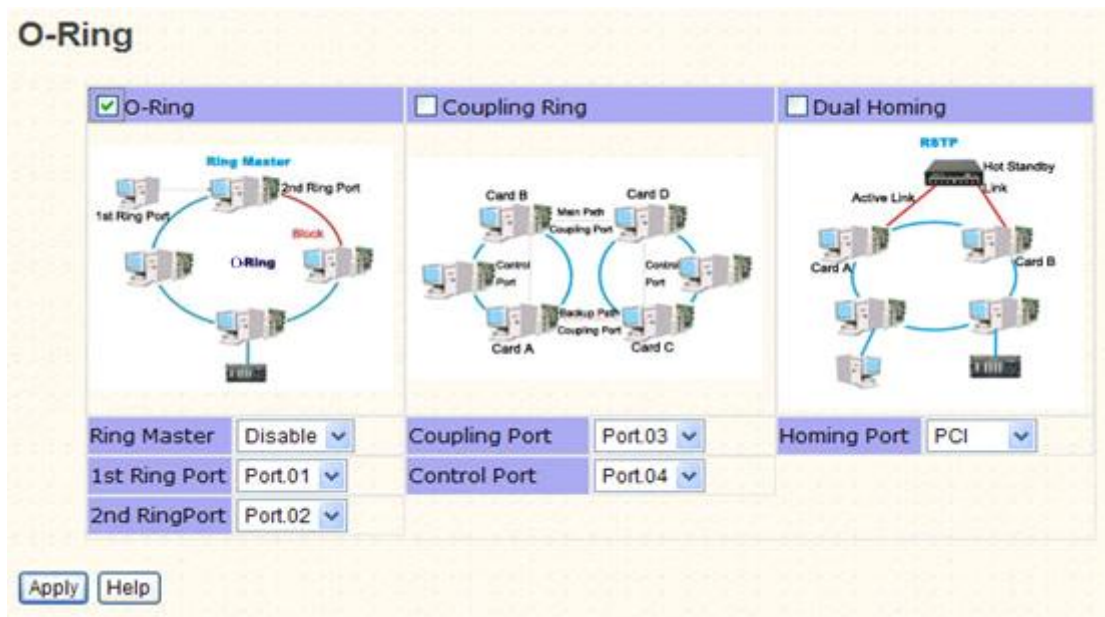 O-Ring
O-Ring
Coupling Ring
Dual Homing
Ring Master
2nd Ring Port
1st Ring Port
Block
O-Ring
Card B
Card D
Main Path
Coupling Port
Control
Port
Control
Port
Backup Path
Coupling Port
Card A
Card C
RSTP
Hot Standby
Link
Active Link
Card A
Card B
Ring Master Disable
1st Ring Port Port.01
2nd RingPort Port.02
Coupling Port Port.03
Control Port Port.04
Homing Port PCI
Apply Help